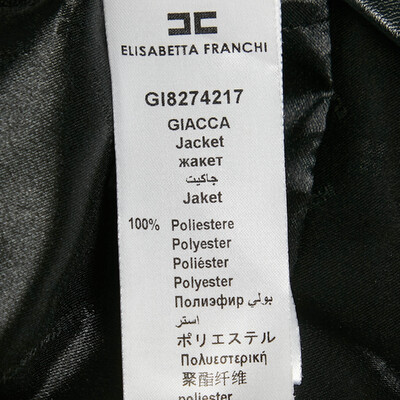 ELISABETTA FRANCHI
GI8274217
GIACCA
Jacket
жакет
جاكيت
Jaket
100% Poliestere
Polyester
Poliéster
Polyester
Полиэфир بولي
استر
ポリエステル
Πολυεστερική
聚酯纤维
poliester